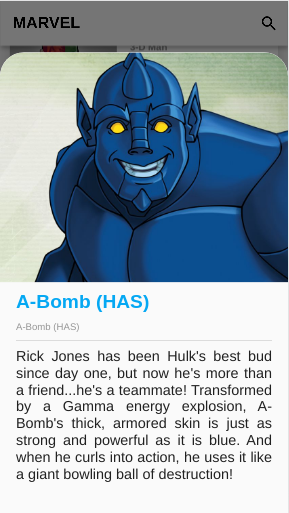 MARVEL
3-D Man
A-Bomb (HAS)
A-Bomb (HAS)
Rick Jones has been Hulk's best bud
since day one, but now he's more than
a friend...he's a teammate! Transformed
by a Gamma energy explosion, A-
Bomb's thick, armored skin is just as
strong and powerful as it is blue. And
when he curls into action, he uses it like
a giant bowling ball of destruction!